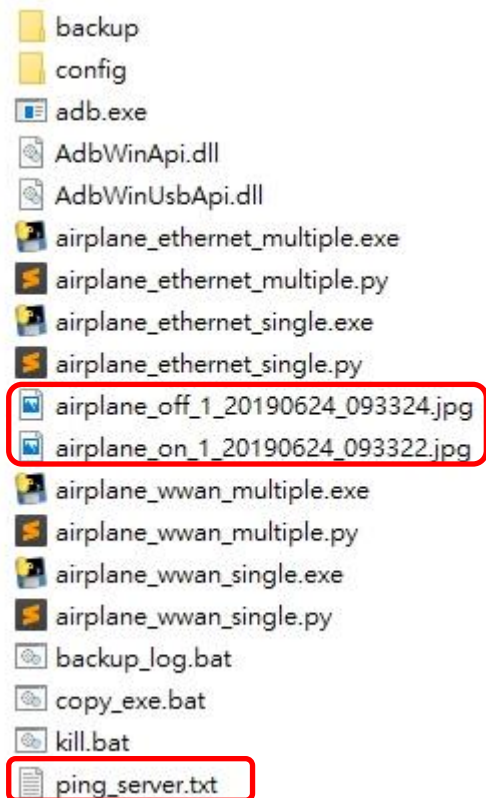 backup
config
adb.exe
AdbWinApi.dll
AdbWinUsbApi.dll
airplane_ethernet_multiple.exe
airplane_ethernet_multiple.py
airplane_ethernet_single.exe
airplane_ethernet_single.py
airplane_off_1_20190624_093324.jpg
airplane_on_1_20190624_093322.jpg
airplane_wwan_multiple.exe
airplane_wwan_multiple.py
airplane_wwan_single.exe
airplane_wwan_single.py
backup_log.bat
copy_exe.bat
kill.bat
ping_server.txt